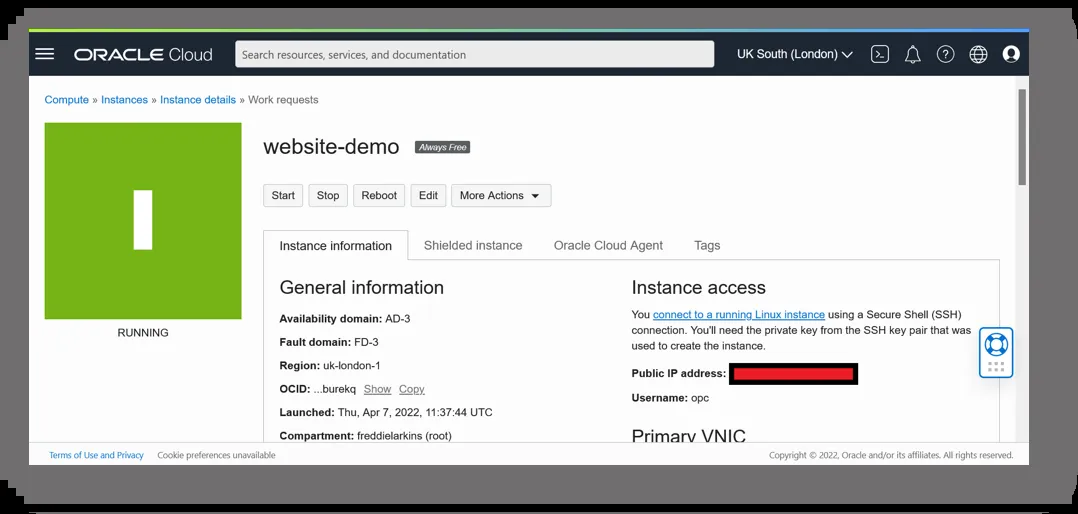 ORACLE Cloud
Search resources, services, and documentation
UK South (London)
Compute » Instances » Instance details » Work requests
I
RUNNING
website-demo Always Free
Start Stop Reboot Edit More Actions
Instance information Shielded instance Oracle Cloud Agent Tags
General information
Availability domain: AD-3
Fault domain: FD-3
Region: uk-london-1
OCID: ...burekq Show Copy
Launched: Thu, Apr 7, 2022, 11:37:44 UTC
Compartment: freddielarkins (root)
Instance access
You connect to a running Linux instance using a Secure Shell (SSH)
connection. You'll need the private key from the SSH key pair that was
used to create the instance.
Public IP address:
Username: opc
Primary VNIC
Terms of Use and Privacy Cookie preferences unavailable
Copyright © 2022, Oracle and/or its affiliates. All rights reserved.